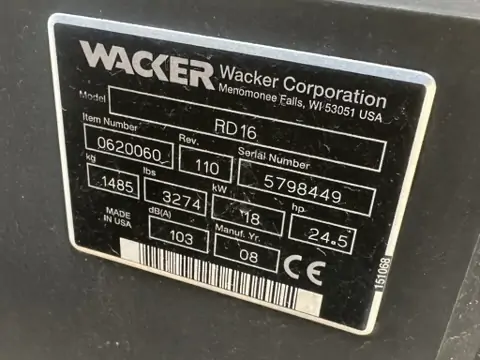 WACKER Wacker Corporation
Menomonee Falls, WI 53051 USA
Model RD16
Item Number Rev. Serial Number
0620060 110 5798449
kg lbs kW hp
1485 3274 18 24.5
MADE IN USA dB(A) 103 Manuf. Yr. 08 CE
151068